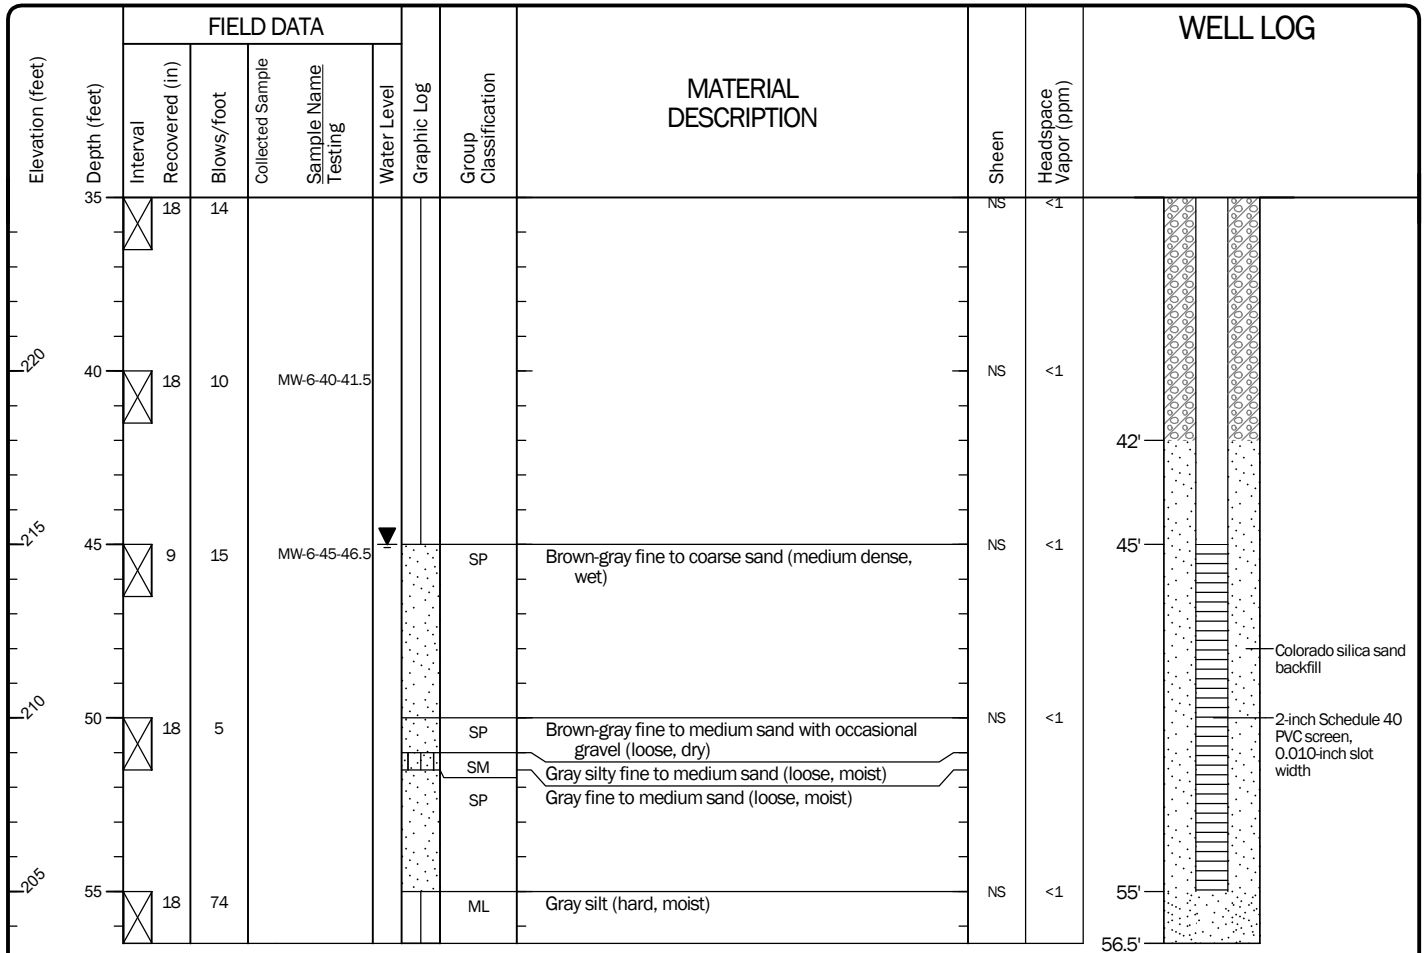 FIELD DATA
WELL LOG
Elevation (feet)
Depth (feet)
Interval
Recovered (in)
Blows/foot
Collected Sample
Sample Name
Testing
Water Level
Graphic Log
Group
Classification
MATERIAL
DESCRIPTION
Sheen
Headspace
Vapor (ppm)
35
18
14
NS
<1
220
40
18
10
MW-6-40-41.5
NS
<1
42'
215
45
9
15
MW-6-45-46.5
SP
Brown-gray fine to coarse sand (medium dense,
wet)
NS
<1
45'
Colorado silica sand
backfill
210
50
18
5
SP
Brown-gray fine to medium sand with occasional
gravel (loose, dry)
NS
<1
2-inch Schedule 40
PVC screen,
0.010-inch slot
width
SM
Gray silty fine to medium sand (loose, moist)
SP
Gray fine to medium sand (loose, moist)
205
55
18
74
ML
Gray silt (hard, moist)
NS
<1
55'
56.5'